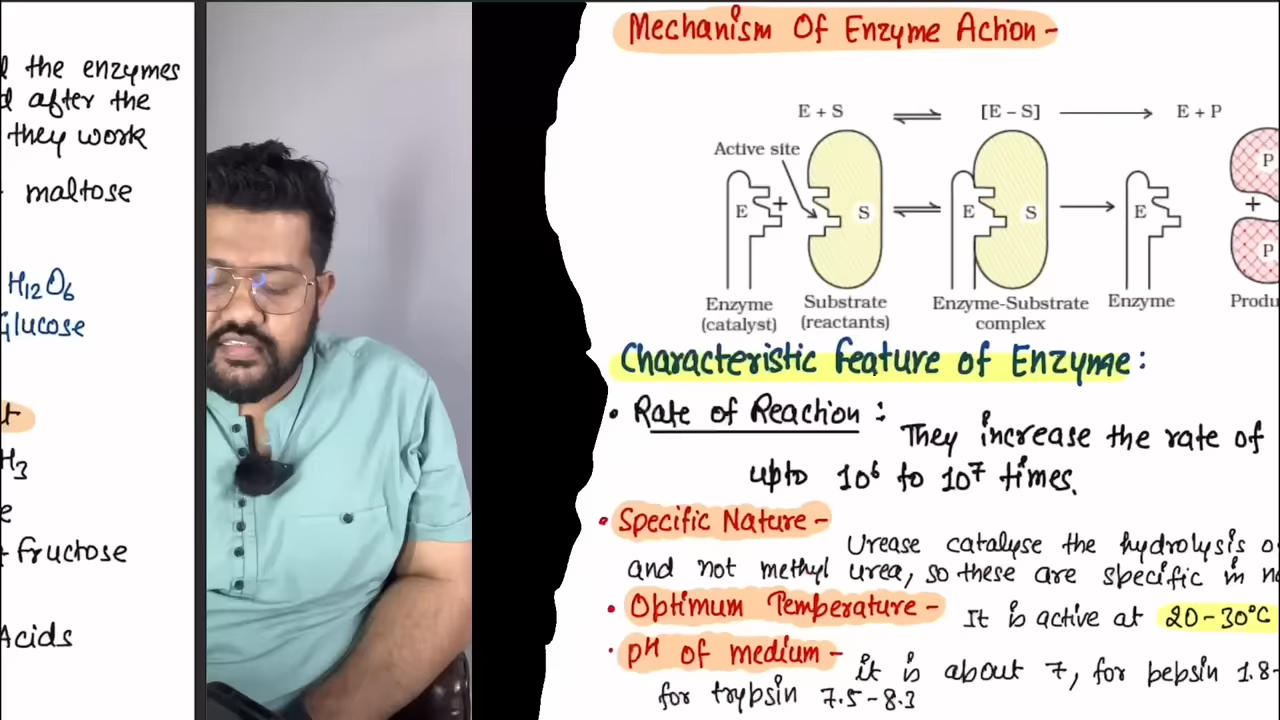 the enzymes
after the
they work
maltose
H12O6
Glucose
H3
fructose
Acids
Mechanism Of Enzyme Action -
E + S ⇌ [E - S] → E + P
Active site
E + S ⇌ E S → E P + P
Enzyme (catalyst)
Substrate (reactants)
Enzyme-Substrate complex
Enzyme
Characteristic feature of Enzyme :
• Rate of Reaction : They increase the rate of
upto 10⁶ to 10⁷ times.
• Specific Nature - Urease catalyse the hydrolysis
and not methyl urea, so these are specific in
• Optimum Temperature - It is active at 20-30°C
• pH of medium - it is about 7, for pepsin 1.8-
for trypsin 7.5-8.3